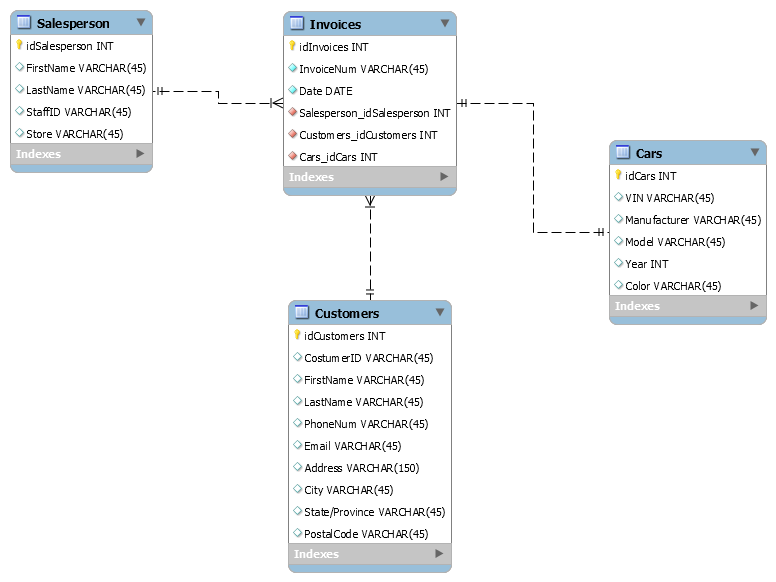 Salesperson
idSalesperson INT
FirstName VARCHAR(45)
LastName VARCHAR(45)
StaffID VARCHAR(45)
Store VARCHAR(45)
Indexes
Invoices
idInvoices INT
InvoiceNum VARCHAR(45)
Date DATE
Salesperson_idSalesperson INT
Customers_idCustomers INT
Cars_idCars INT
Indexes
Cars
idCars INT
VIN VARCHAR(45)
Manufacturer VARCHAR(45)
Model VARCHAR(45)
Year INT
Color VARCHAR(45)
Indexes
Customers
idCustomers INT
CostumerID VARCHAR(45)
FirstName VARCHAR(45)
LastName VARCHAR(45)
PhoneNum VARCHAR(45)
Email VARCHAR(45)
Address VARCHAR(150)
City VARCHAR(45)
State/Province VARCHAR(45)
PostalCode VARCHAR(45)
Indexes